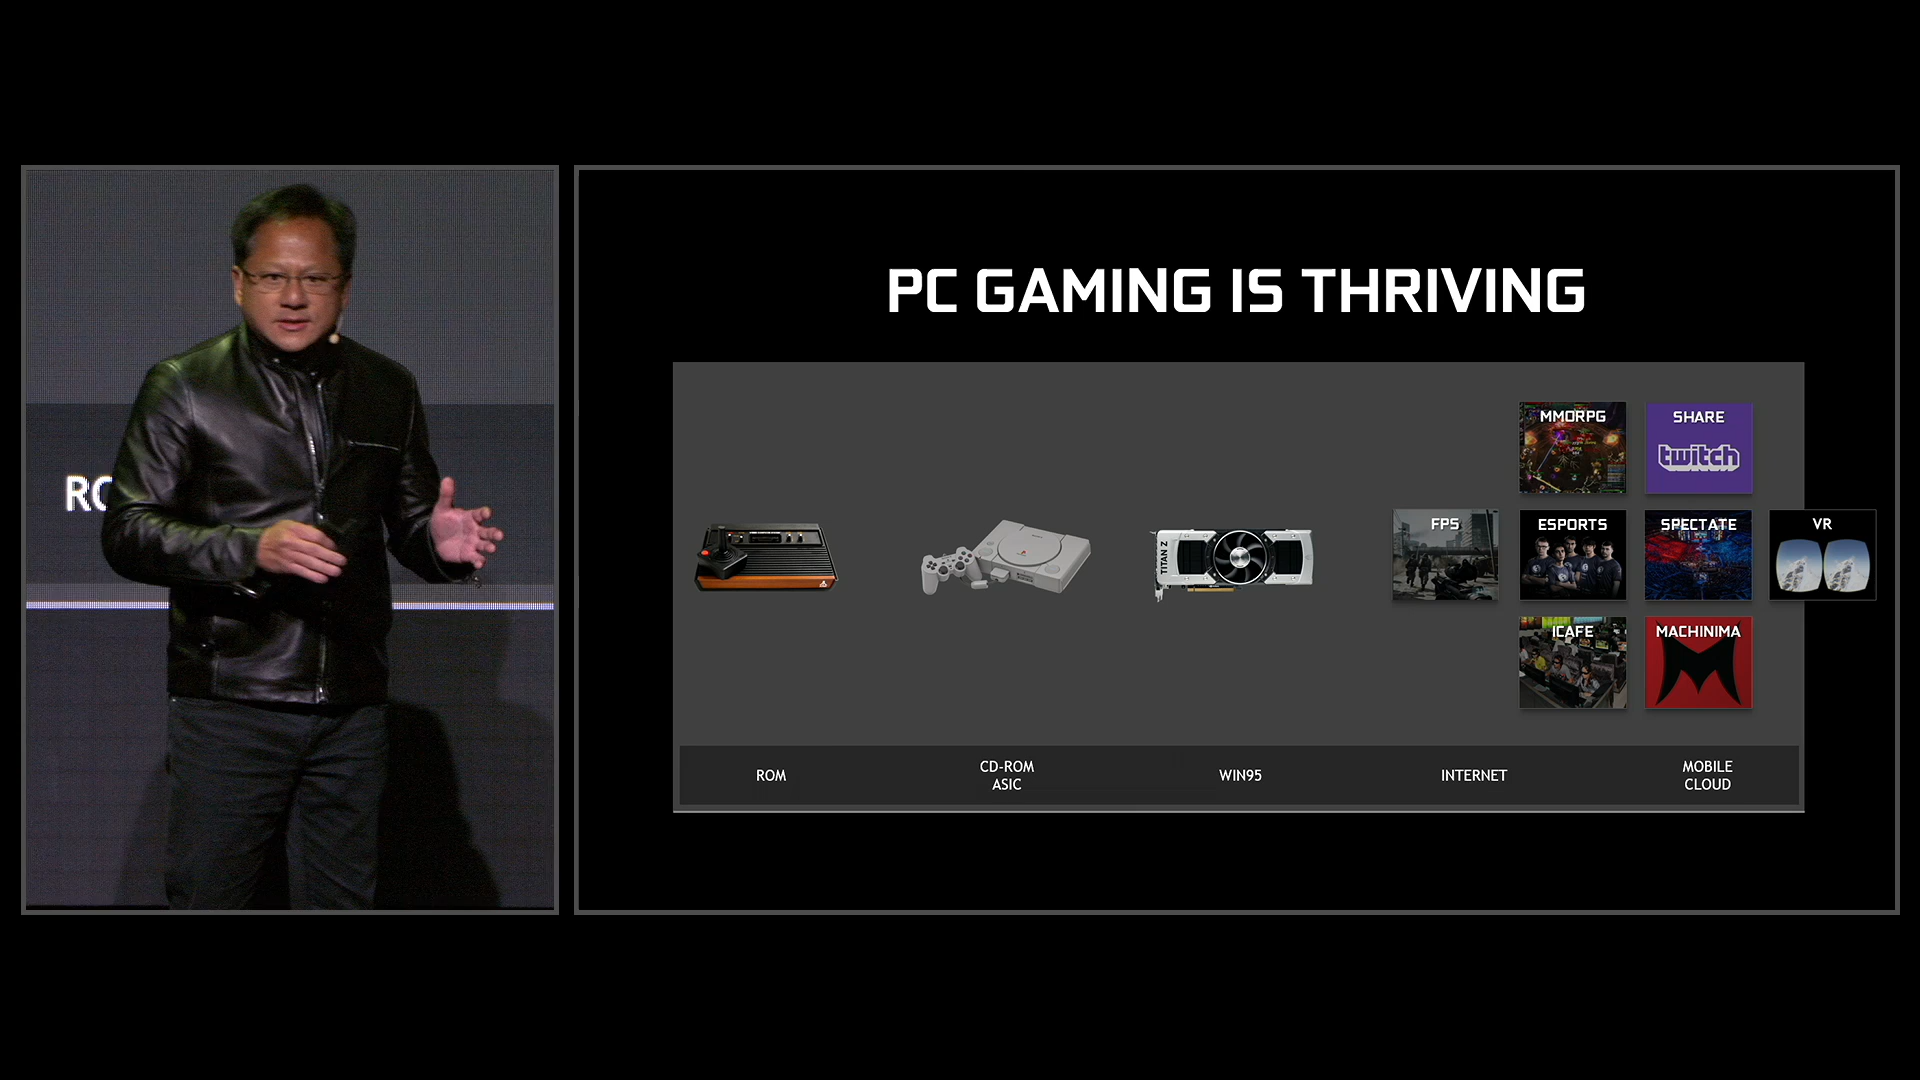 RO
PC GAMING IS THRIVING
MMORPG
SHARE
twitch
TITAN Z
FPS
ESPORTS
SPECTATE
VR
ICAFE
MACHINIMA
ROM
CD-ROM
ASIC
WIN95
INTERNET
MOBILE
CLOUD